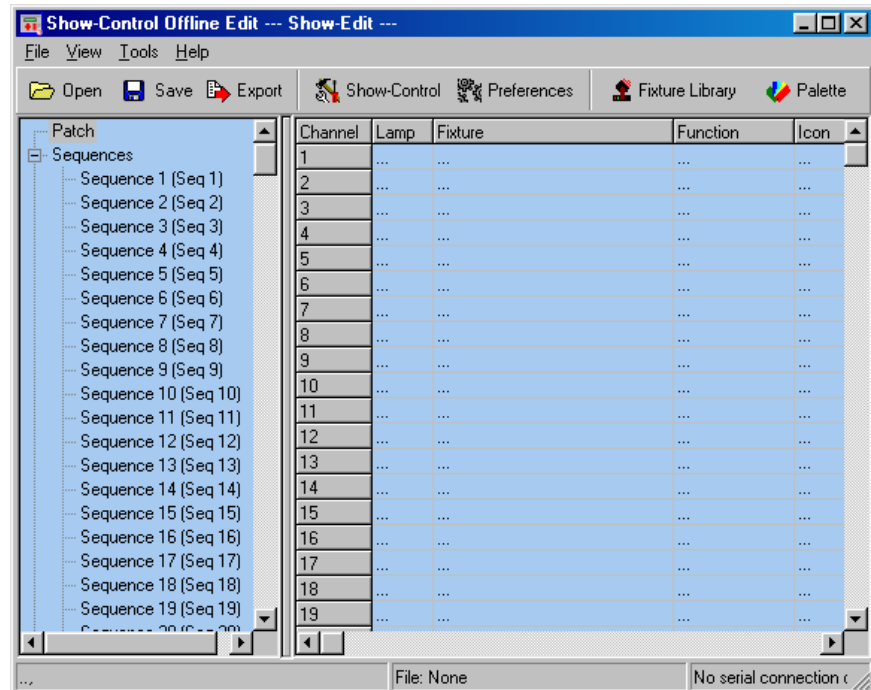 Show-Control Offline Edit --- Show-Edit ---
File View Tools Help
Open Save Export Show-Control Preferences Fixture Library Palette
Patch
Sequences
Sequence 1 (Seq 1)
Sequence 2 (Seq 2)
Sequence 3 (Seq 3)
Sequence 4 (Seq 4)
Sequence 5 (Seq 5)
Sequence 6 (Seq 6)
Sequence 7 (Seq 7)
Sequence 8 (Seq 8)
Sequence 9 (Seq 9)
Sequence 10 (Seq 10)
Sequence 11 (Seq 11)
Sequence 12 (Seq 12)
Sequence 13 (Seq 13)
Sequence 14 (Seq 14)
Sequence 15 (Seq 15)
Sequence 16 (Seq 16)
Sequence 17 (Seq 17)
Sequence 18 (Seq 18)
Sequence 19 (Seq 19)
Channel Lamp Fixture Function Icon
1 ... ... ... ...
2 ... ... ... ...
3 ... ... ... ...
4 ... ... ... ...
5 ... ... ... ...
6 ... ... ... ...
7 ... ... ... ...
8 ... ... ... ...
9 ... ... ... ...
10 ... ... ... ...
11 ... ... ... ...
12 ... ... ... ...
13 ... ... ... ...
14 ... ... ... ...
15 ... ... ... ...
16 ... ... ... ...
17 ... ... ... ...
18 ... ... ... ...
19 ... ... ... ...
.., File: None No serial connection